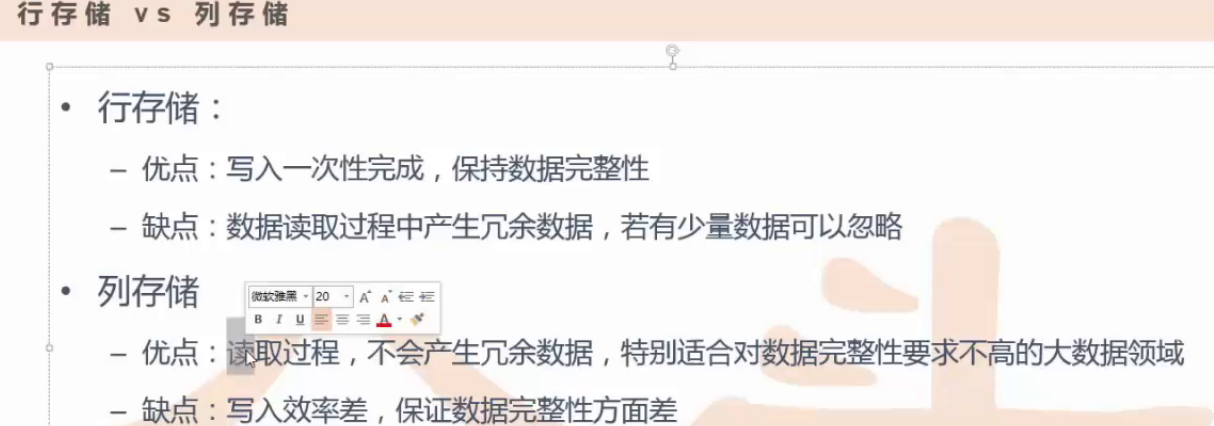 行存储 vs 列存储
• 行存储：
– 优点：写入一次性完成，保持数据完整性
– 缺点：数据读取过程中产生冗余数据，若有少量数据可以忽略
• 列存储
微软雅黑 20 A A
B I U A
– 优点：读取过程，不会产生冗余数据，特别适合对数据完整性要求不高的大数据领域
– 缺点：写入效率差，保证数据完整性方面差